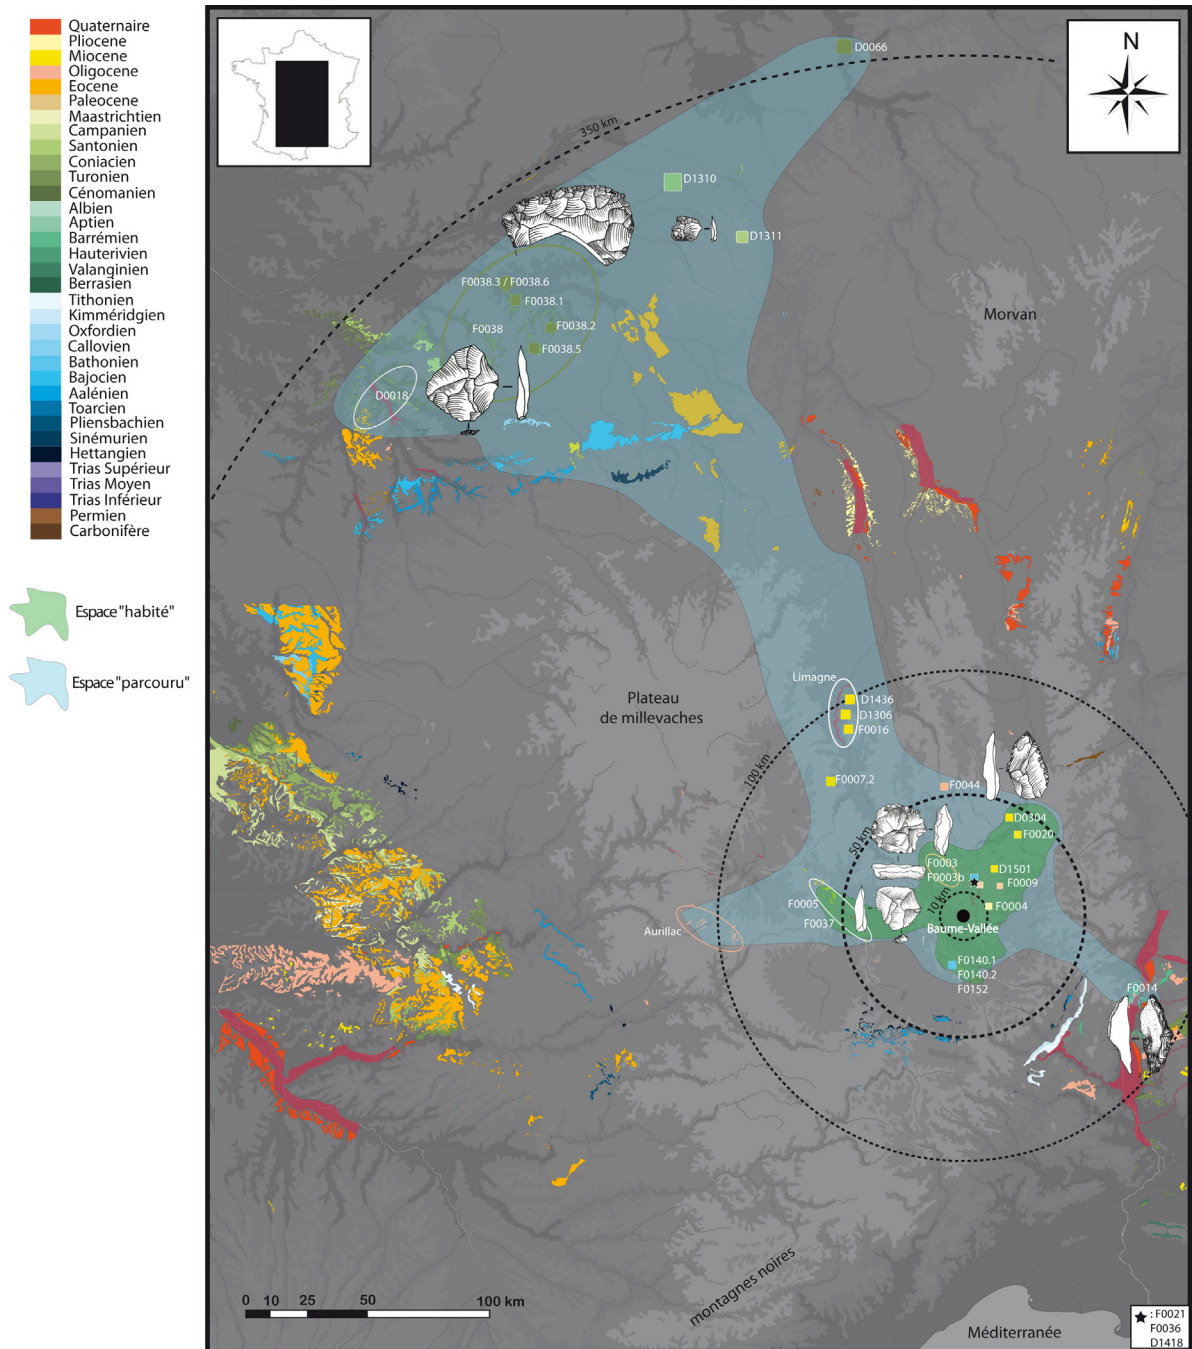 Quaternaire
Pliocene
Miocene
Oligocene
Eocene
Paleocene
Maastrichtien
Campanien
Santonien
Coniacien
Turonien
Cénomanien
Albien
Aptien
Barrémien
Hauterivien
Valanginien
Berrasien
Tithonien
Kimméridgien
Oxfordien
Callovien
Bathonien
Bajocien
Aalénien
Toarcien
Pliensbachien
Sinémurien
Hettangien
Trias Supérieur
Trias Moyen
Trias Inférieur
Permien
Carbonifère
Espace "habité"
Espace "parcouru"
N
D0066
350 km
D1310
D1311
F0038.3 / F0038.6
F0038.1
F0038
F0038.2
F0038.5
D0018
Morvan
Plateau
de millevaches
Limagne
D1436
D1306
F0016
100 km
F0007.2
F0044
50 km
D0304
F0020
F0003
F0003b
D1501
F0009
10 km
F0004
Baume-Vallée
F0005
F0037
Aurillac
F0140.1
F0140.2
F0152
F0014
montagnes noires
Méditerranée
0 10 25 50 100 km
★ : F0021
F0036
D1418